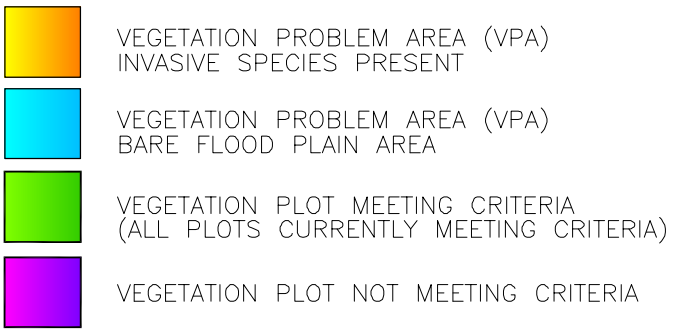 VEGETATION PROBLEM AREA (VPA)
INVASIVE SPECIES PRESENT
VEGETATION PROBLEM AREA (VPA)
BARE FLOOD PLAIN AREA
VEGETATION PLOT MEETING CRITERIA
(ALL PLOTS CURRENTLY MEETING CRITERIA)
VEGETATION PLOT NOT MEETING CRITERIA